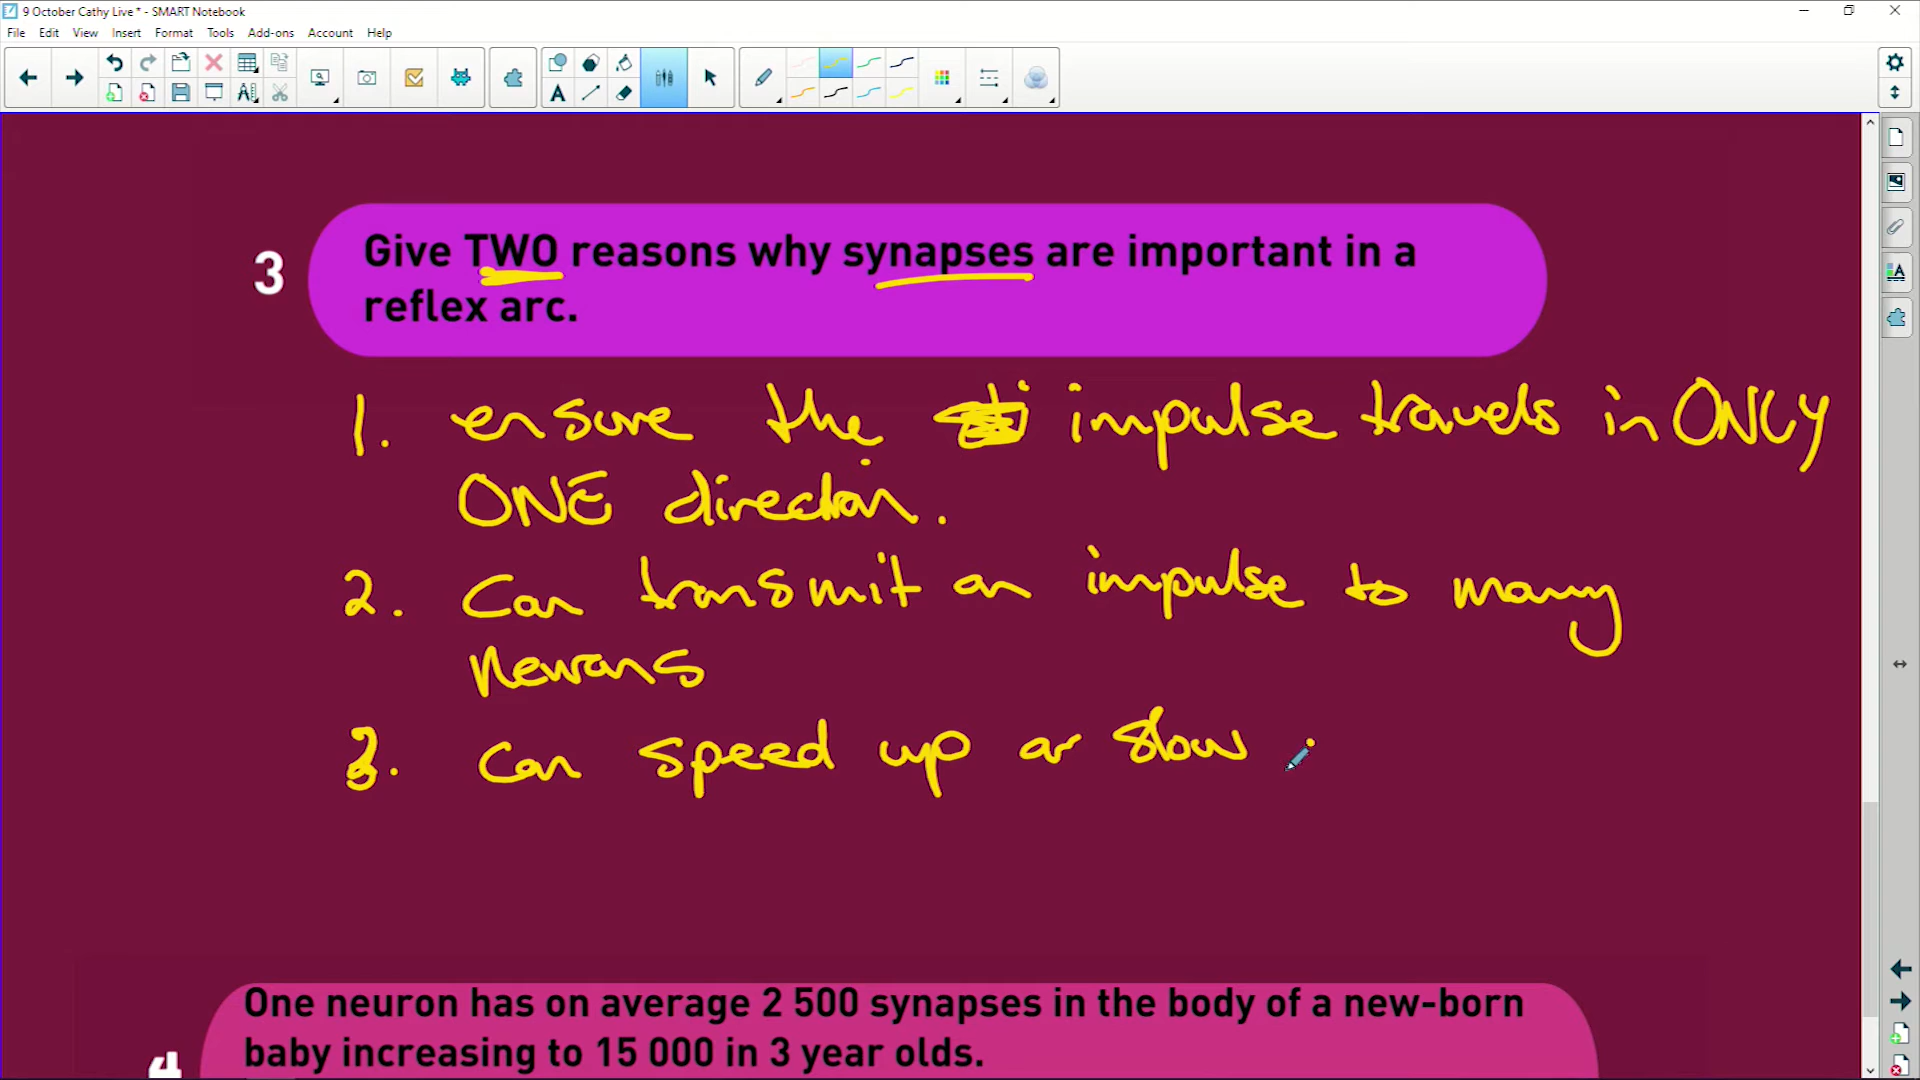 9 October Cathy Live * - SMART Notebook
File Edit View Insert Format Tools Add-ons Account Help
3
Give TWO reasons why synapses are important in a
reflex arc.
1. ensure the impulse travels in ONLY
ONE direction.
2. Can transmit an impulse to many
neurons
3. Can speed up or slow
4
One neuron has on average 2 500 synapses in the body of a new-born
baby increasing to 15 000 in 3 year olds.